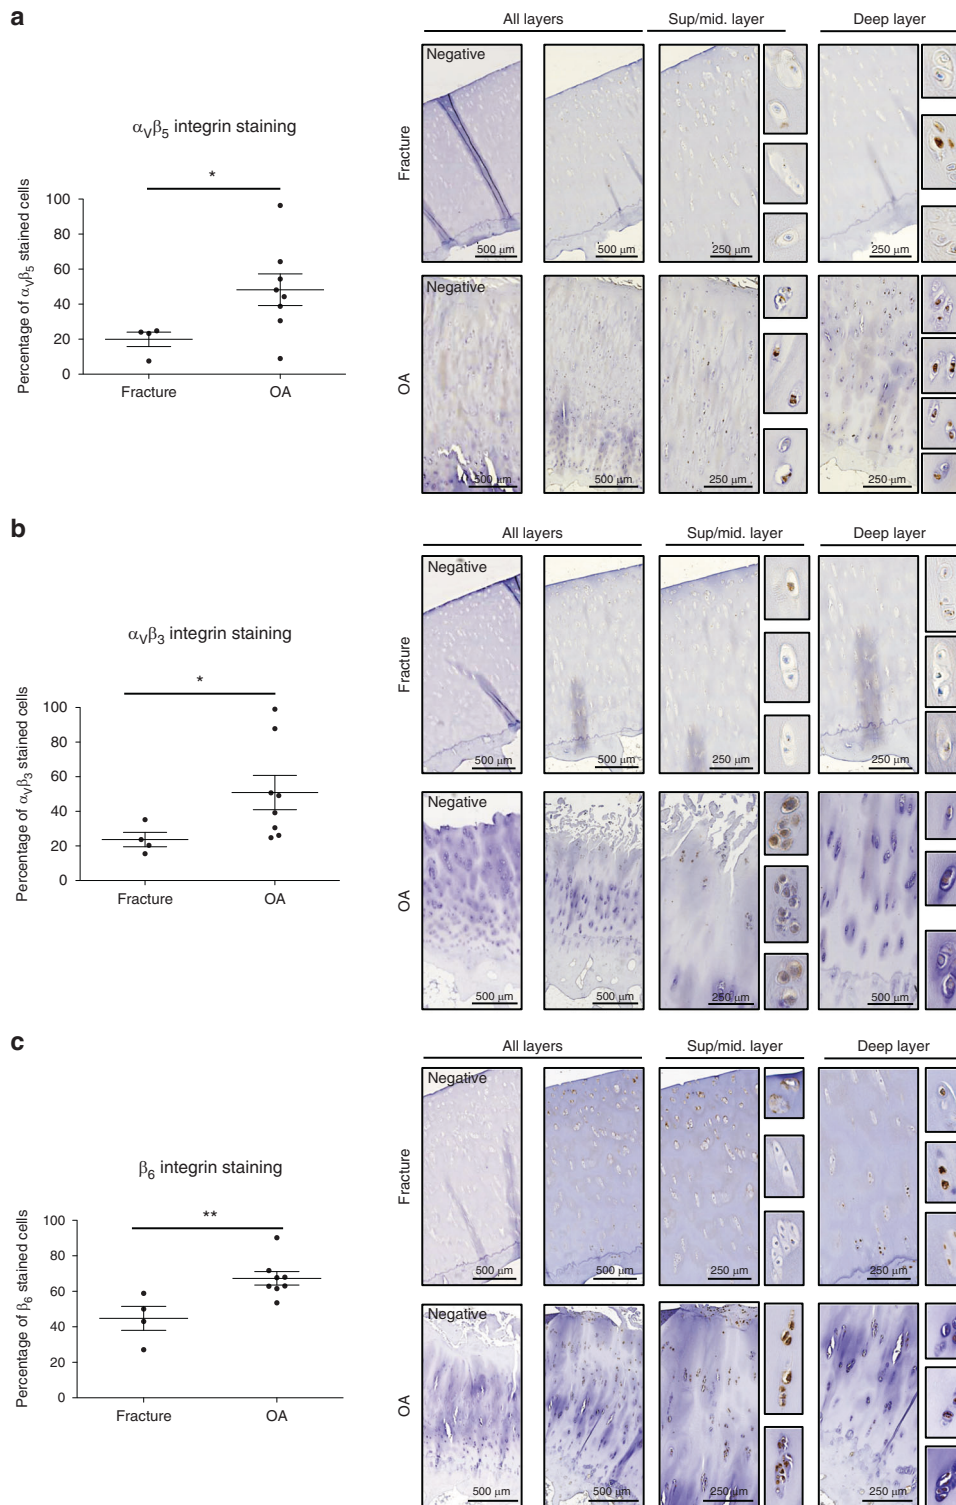 a
All layers
Sup/mid. layer
Deep layer
αVβ5 integrin staining
Percentage of αVβ5 stained cells
100
80
60
40
20
0
*
Fracture
OA
Fracture
Negative
500 μm
500 μm
250 μm
250 μm
OA
Negative
500 μm
500 μm
250 μm
250 μm
b
All layers
Sup/mid. layer
Deep layer
αVβ3 integrin staining
Percentage of αVβ3 stained cells
100
80
60
40
20
0
*
Fracture
OA
Fracture
Negative
500 μm
500 μm
250 μm
250 μm
OA
Negative
500 μm
500 μm
250 μm
500 μm
c
All layers
Sup/mid. layer
Deep layer
β6 integrin staining
Percentage of β6 stained cells
100
80
60
40
20
0
**
Fracture
OA
Fracture
Negative
500 μm
500 μm
250 μm
250 μm
OA
Negative
500 μm
500 μm
250 μm
250 μm